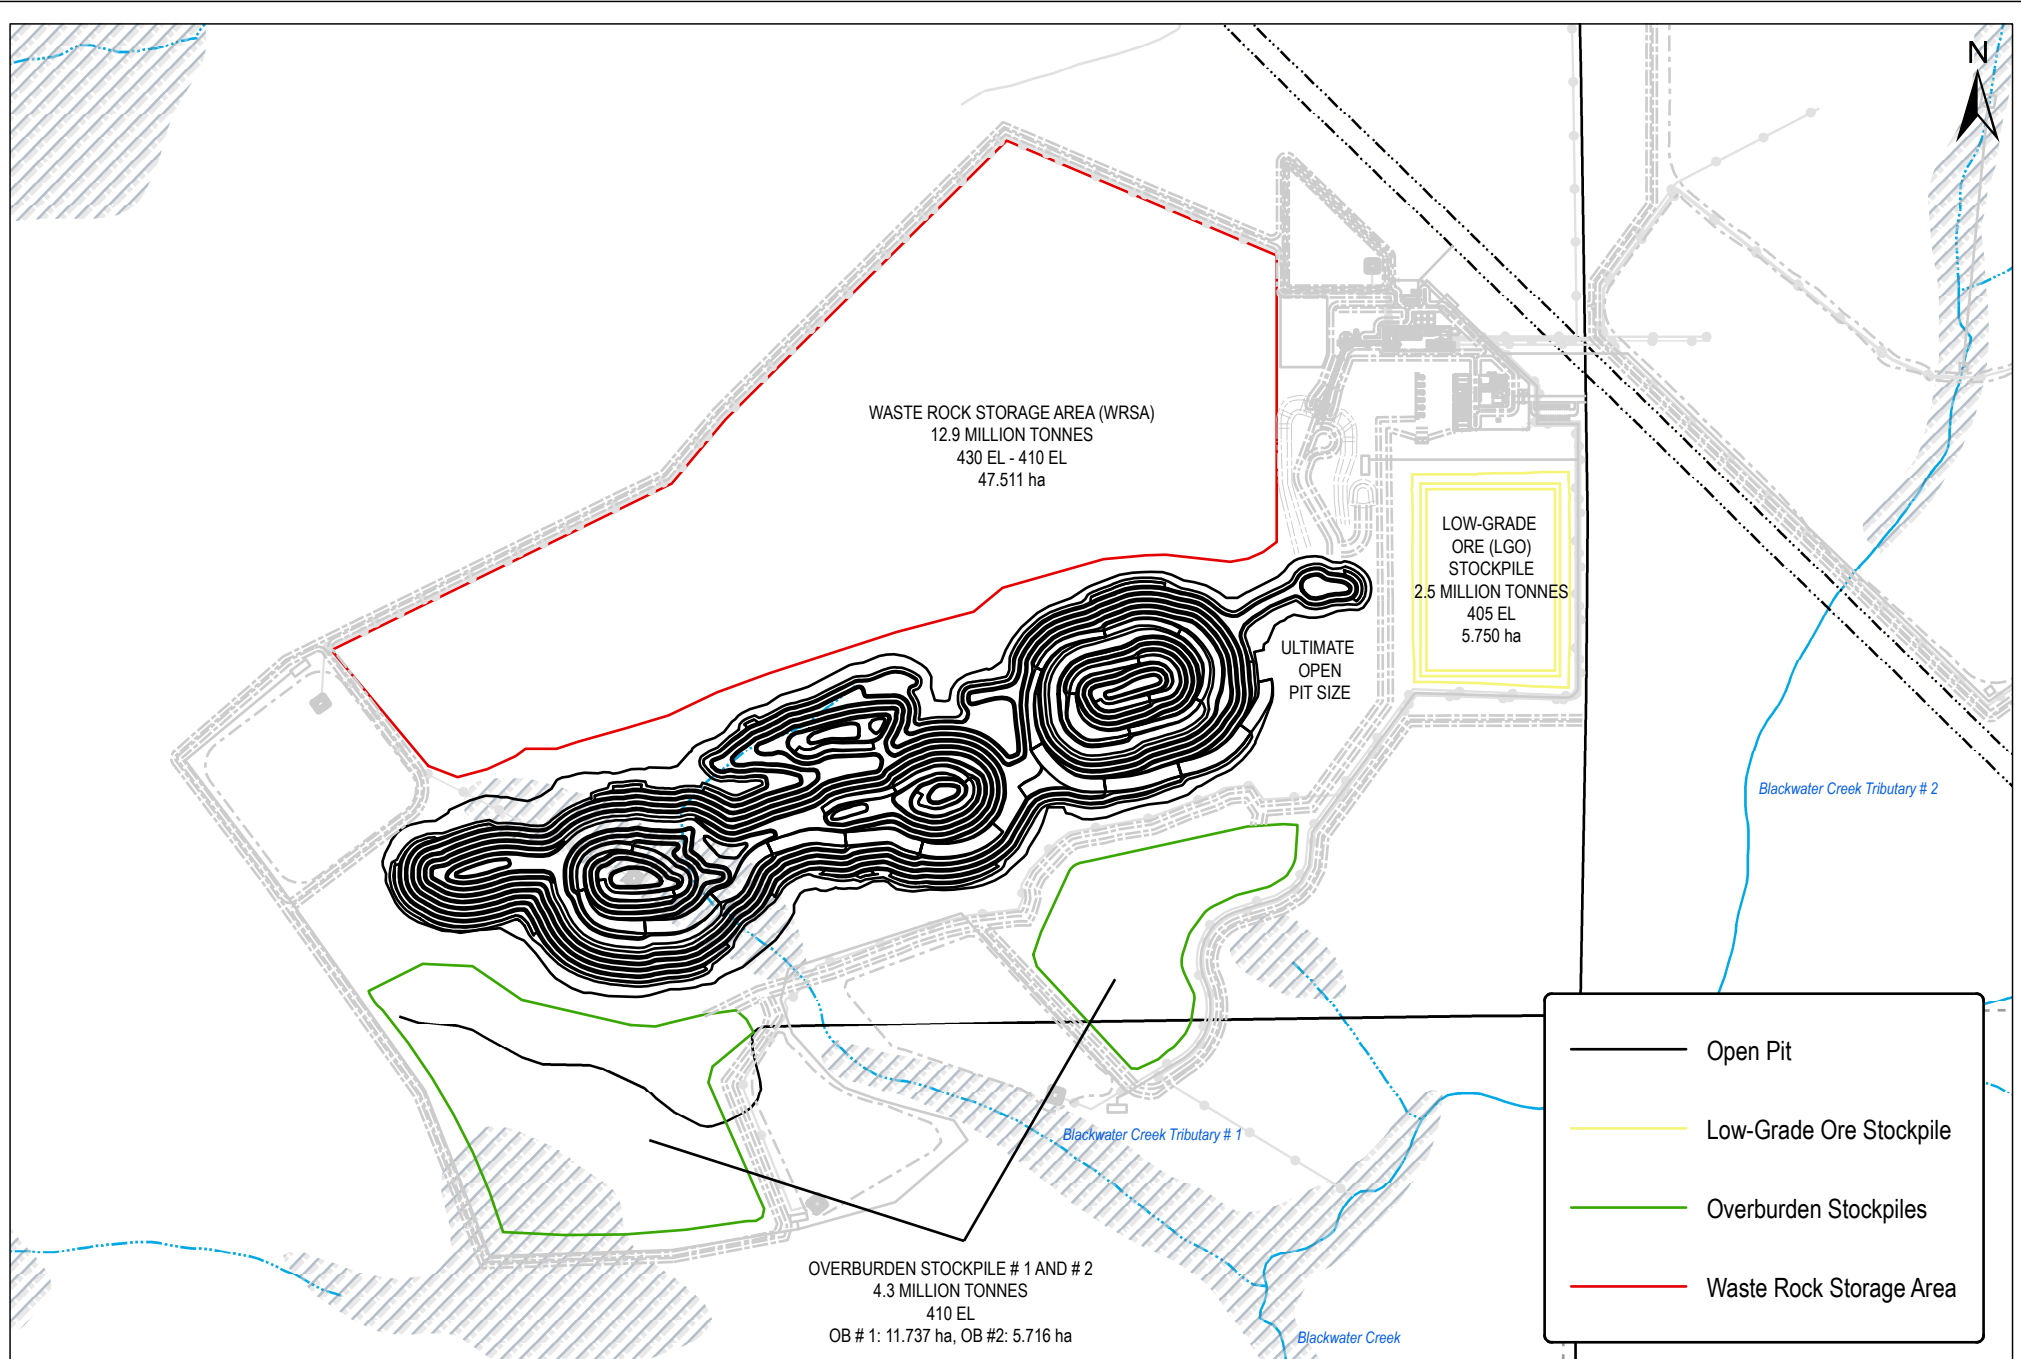 N
WASTE ROCK STORAGE AREA (WRSA)
12.9 MILLION TONNES
430 EL - 410 EL
47.511 ha
LOW-GRADE
ORE (LGO)
STOCKPILE
2.5 MILLION TONNES
405 EL
5.750 ha
ULTIMATE
OPEN
PIT SIZE
Blackwater Creek Tributary # 2
Blackwater Creek Tributary # 1
OVERBURDEN STOCKPILE # 1 AND # 2
4.3 MILLION TONNES
410 EL
OB # 1: 11.737 ha, OB #2: 5.716 ha
Blackwater Creek
Open Pit
Low-Grade Ore Stockpile
Overburden Stockpiles
Waste Rock Storage Area